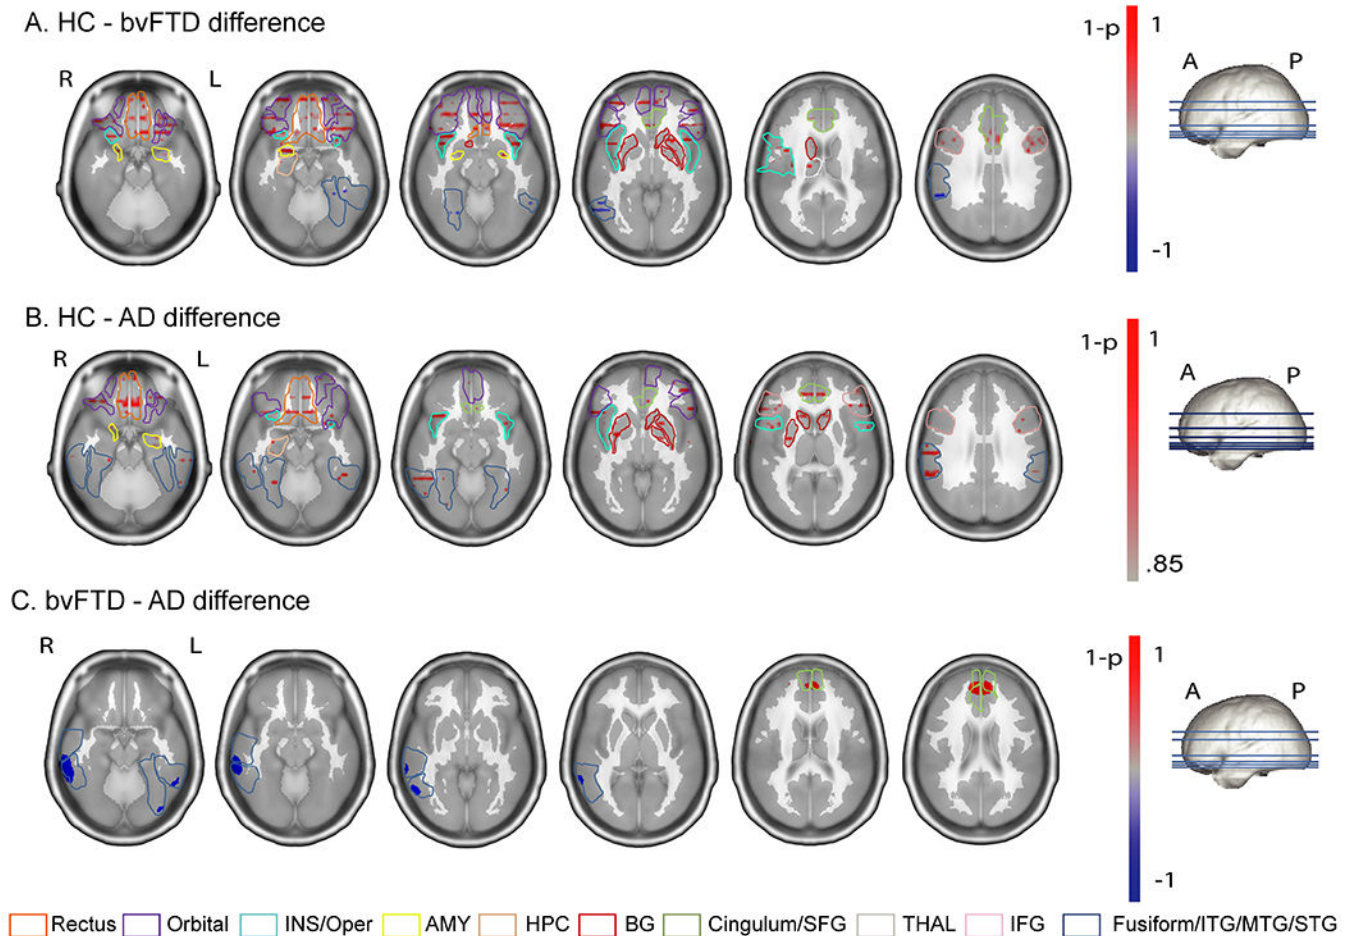 A. HC - bvFTD difference
1-p 1
R L
A P
-1
B. HC - AD difference
1-p 1
R L
A P
.85
C. bvFTD - AD difference
R L
1-p 1
A P
-1
Rectus Orbital INS/Oper AMY HPC BG Cingulum/SFG THAL IFG Fusiform/ITG/MTG/STG